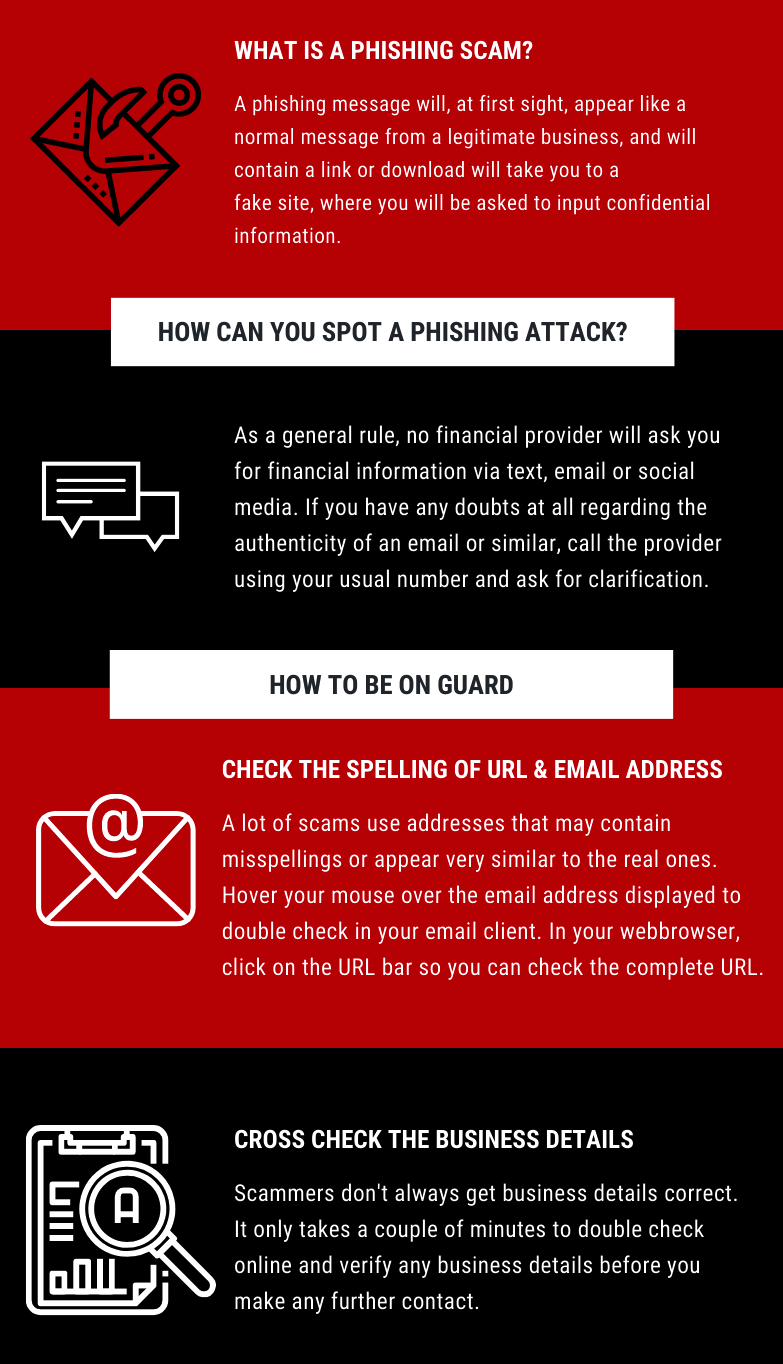 WHAT IS A PHISHING SCAM?
A phishing message will, at first sight, appear like a
normal message from a legitimate business, and will
contain a link or download will take you to a
fake site, where you will be asked to input confidential
information.
HOW CAN YOU SPOT A PHISHING ATTACK?
As a general rule, no financial provider will ask you
for financial information via text, email or social
media. If you have any doubts at all regarding the
authenticity of an email or similar, call the provider
using your usual number and ask for clarification.
HOW TO BE ON GUARD
CHECK THE SPELLING OF URL & EMAIL ADDRESS
@
A lot of scams use addresses that may contain
misspellings or appear very similar to the real ones.
Hover your mouse over the email address displayed to
double check in your email client. In your webbrowser,
click on the URL bar so you can check the complete URL.
CROSS CHECK THE BUSINESS DETAILS
A
Scammers don't always get business details correct.
It only takes a couple of minutes to double check
online and verify any business details before you
make any further contact.